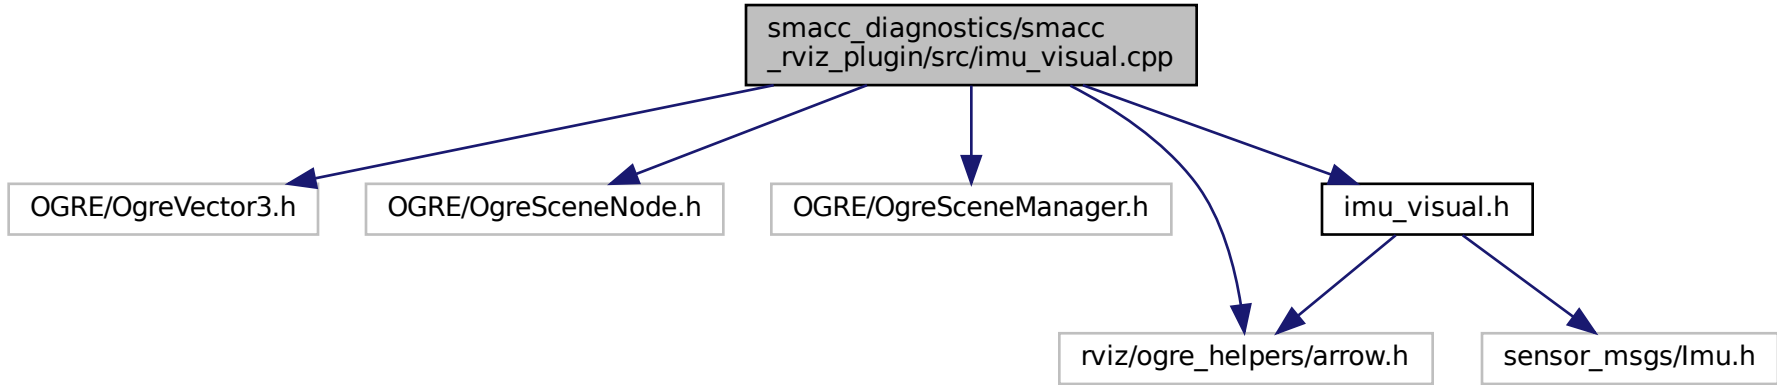 smacc_diagnostics/smacc
_rviz_plugin/src/imu_visual.cpp
OGRE/OgreVector3.h
OGRE/OgreSceneNode.h
OGRE/OgreSceneManager.h
imu_visual.h
rviz/ogre_helpers/arrow.h
sensor_msgs/Imu.h